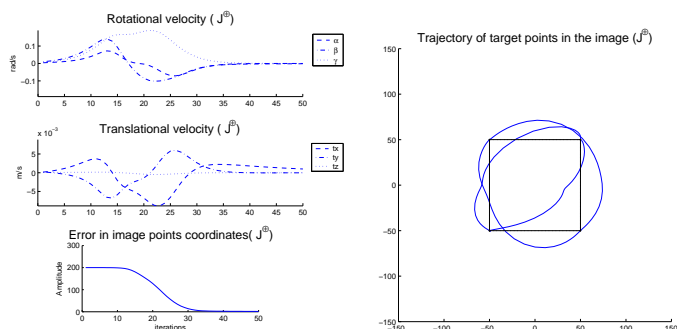 Rotational velocity ( J⊕)
0.1
0
−0.1
rad/s
0 5 10 15 20 25 30 35 40 45 50
α
β
γ
Translational velocity ( J⊕)
x 10−3
5
0
−5
m/s
0 5 10 15 20 25 30 35 40 45 50
tx
ty
tz
Error in image points coordinates( J⊕)
300
200
100
0
Amplitude
0 10 20 30 40 50
iterations
Trajectory of target points in the image (J⊕)
150
100
50
0
−50
−100
−150
−150 −100 −50 0 50 100 150